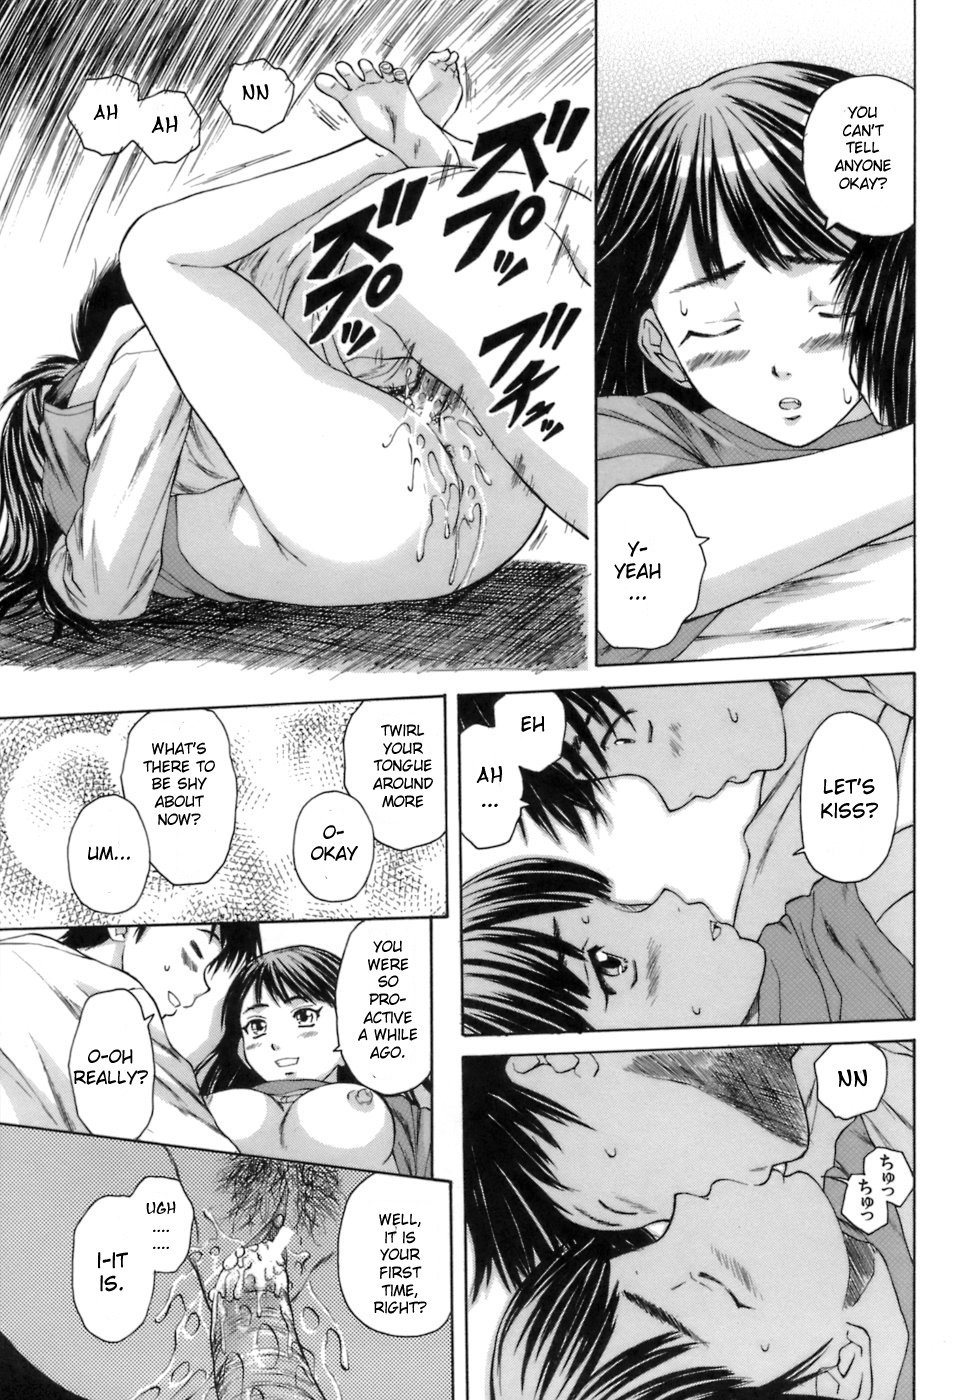 YOU
CAN'T
TELL
ANYONE
OKAY?
Y-
YEAH
...
NN
AH
AH
ズプッ
ズプッ
ブチュッ
LET'S
KISS?
EH
AH
...
NN
ちゅっ
ちゅっ
TWIRL
YOUR
TONGUE
AROUND
MORE
O-
OKAY
WHAT'S
THERE TO
BE SHY
ABOUT
NOW?
UM...
YOU
WERE
SO
PRO-
ACTIVE
A WHILE
AGO.
O-OH
REALLY?
WELL,
IT IS
YOUR
FIRST
TIME,
RIGHT?
UGH
....
....
I-IT
IS.